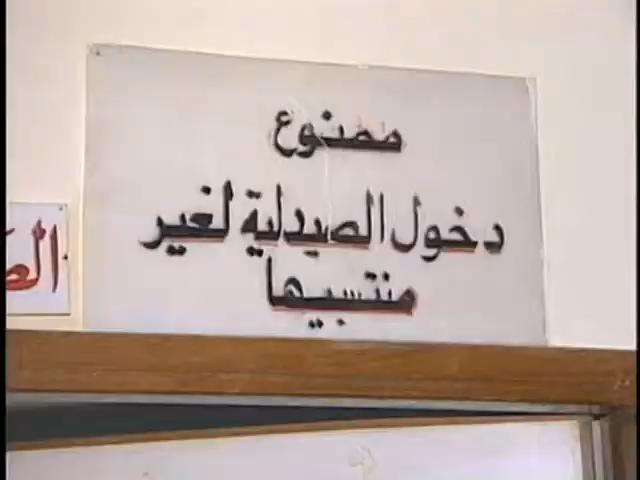 ممنوع
دخول الصيدلية لغير
منتسبيها